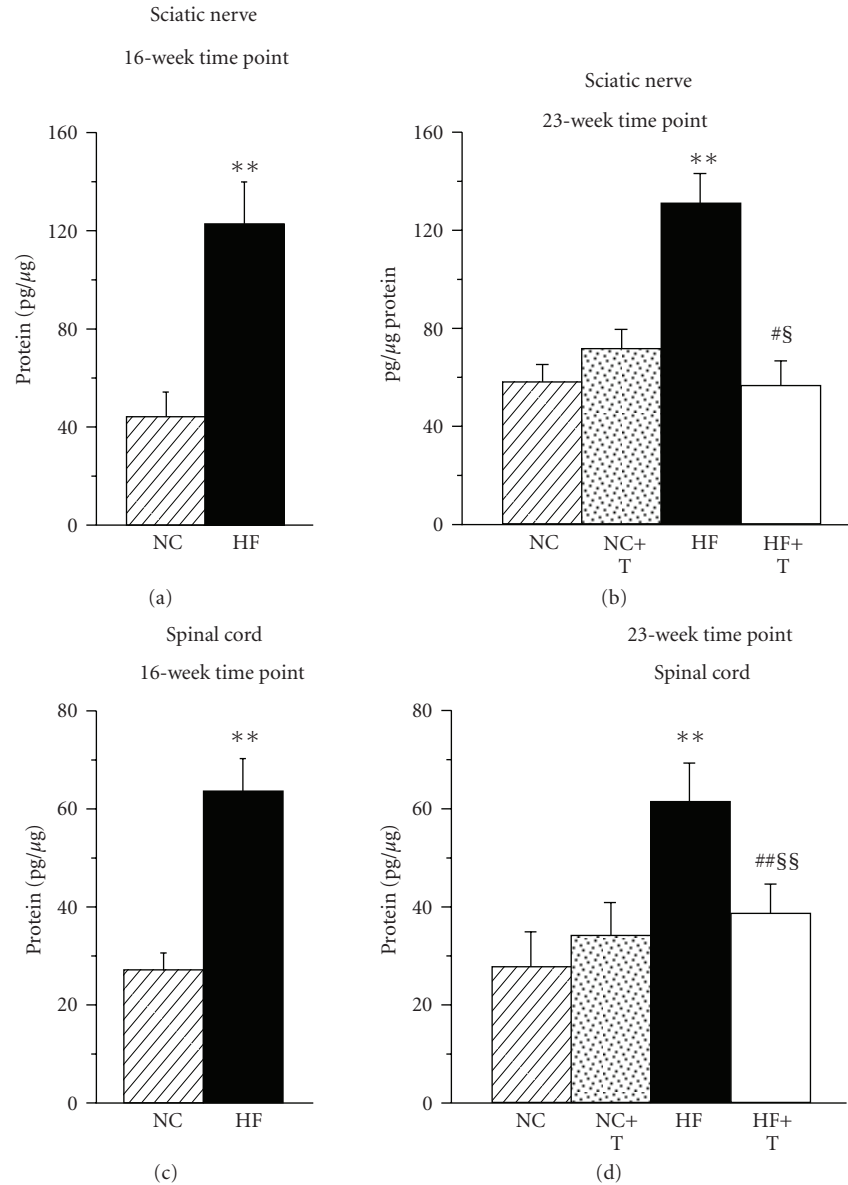 Sciatic nerve
16-week time point
160
120
80
40
0
Protein (pg/μg)
**
NC
HF
(a)
Sciatic nerve
23-week time point
160
120
80
40
0
pg/μg protein
**
#§
NC
NC+
T
HF
HF+
T
(b)
Spinal cord
16-week time point
80
60
40
20
0
Protein (pg/μg)
**
NC
HF
(c)
23-week time point
Spinal cord
80
60
40
20
0
Protein (pg/μg)
**
##§§
NC
NC+
T
HF
HF+
T
(d)